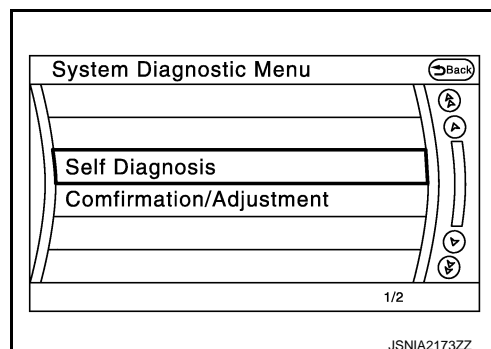 System Diagnostic Menu
Back
Self Diagnosis
Comfirmation/Adjustment
1/2
JSNIA2173ZZ